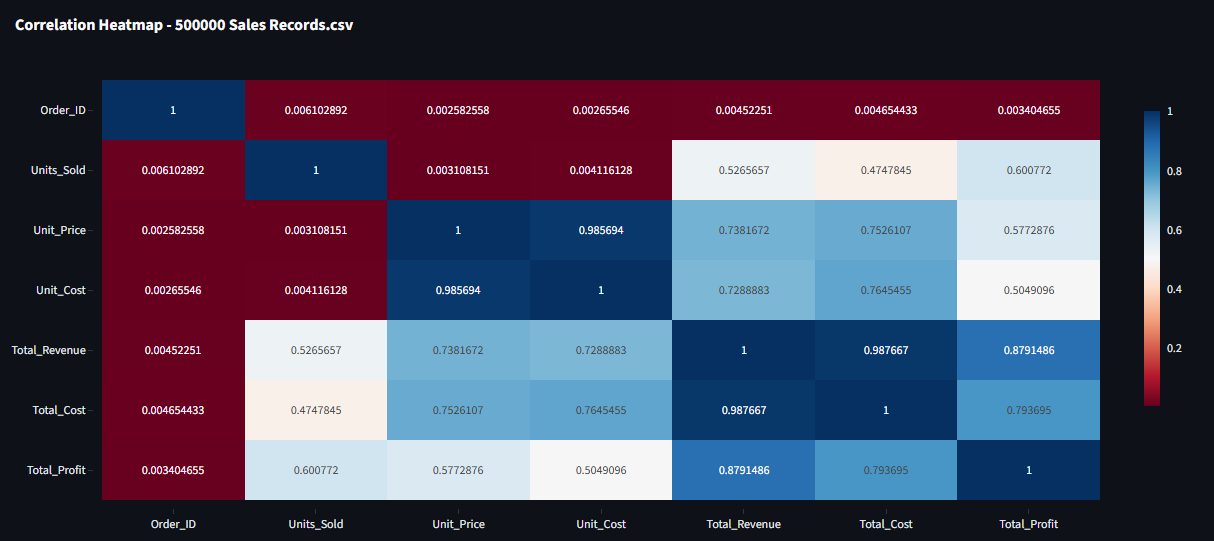 Correlation Heatmap - 500000 Sales Records.csv
Order_ID 1 0.006102892 0.002582558 0.00265546 0.00452251 0.004654433 0.003404655
Units_Sold 0.006102892 1 0.003108151 0.004116128 0.5265657 0.4747845 0.600772
Unit_Price 0.002582558 0.003108151 1 0.985694 0.7381672 0.7526107 0.5772876
Unit_Cost 0.00265546 0.004116128 0.985694 1 0.7288883 0.7645455 0.5049096
Total_Revenue 0.00452251 0.5265657 0.7381672 0.7288883 1 0.987667 0.8791486
Total_Cost 0.004654433 0.4747845 0.7526107 0.7645455 0.987667 1 0.793695
Total_Profit 0.003404655 0.600772 0.5772876 0.5049096 0.8791486 0.793695 1
Order_ID Units_Sold Unit_Price Unit_Cost Total_Revenue Total_Cost Total_Profit
1
0.8
0.6
0.4
0.2